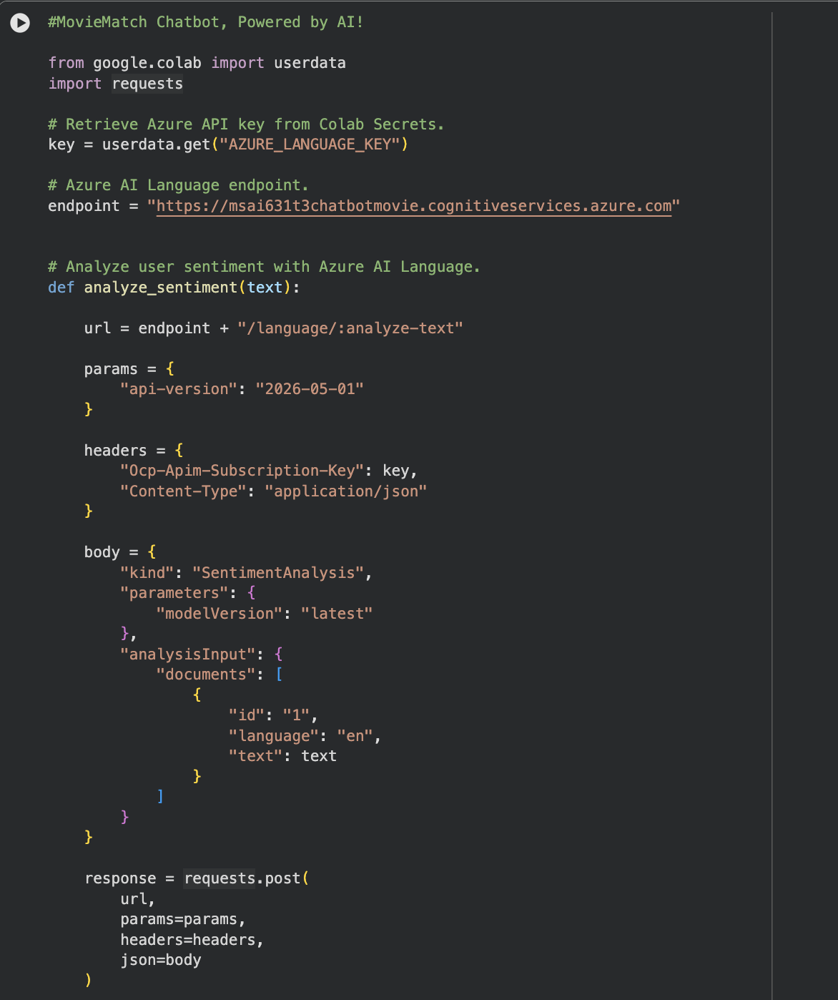 #MovieMatch Chatbot, Powered by AI!
from google.colab import userdata
import requests
# Retrieve Azure API key from Colab Secrets.
key = userdata.get("AZURE_LANGUAGE_KEY")
# Azure AI Language endpoint.
endpoint = "https://msai631t3chatbotmovie.cognitiveservices.azure.com"
# Analyze user sentiment with Azure AI Language.
def analyze_sentiment(text):
    url = endpoint + "/language/:analyze-text"
    params = {
        "api-version": "2026-05-01"
    }
    headers = {
        "Ocp-Apim-Subscription-Key": key,
        "Content-Type": "application/json"
    }
    body = {
        "kind": "SentimentAnalysis",
        "parameters": {
            "modelVersion": "latest"
        },
        "analysisInput": {
            "documents": [
                {
                    "id": "1",
                    "language": "en",
                    "text": text
                }
            ]
        }
    }
    response = requests.post(
        url,
        params=params,
        headers=headers,
        json=body
    )